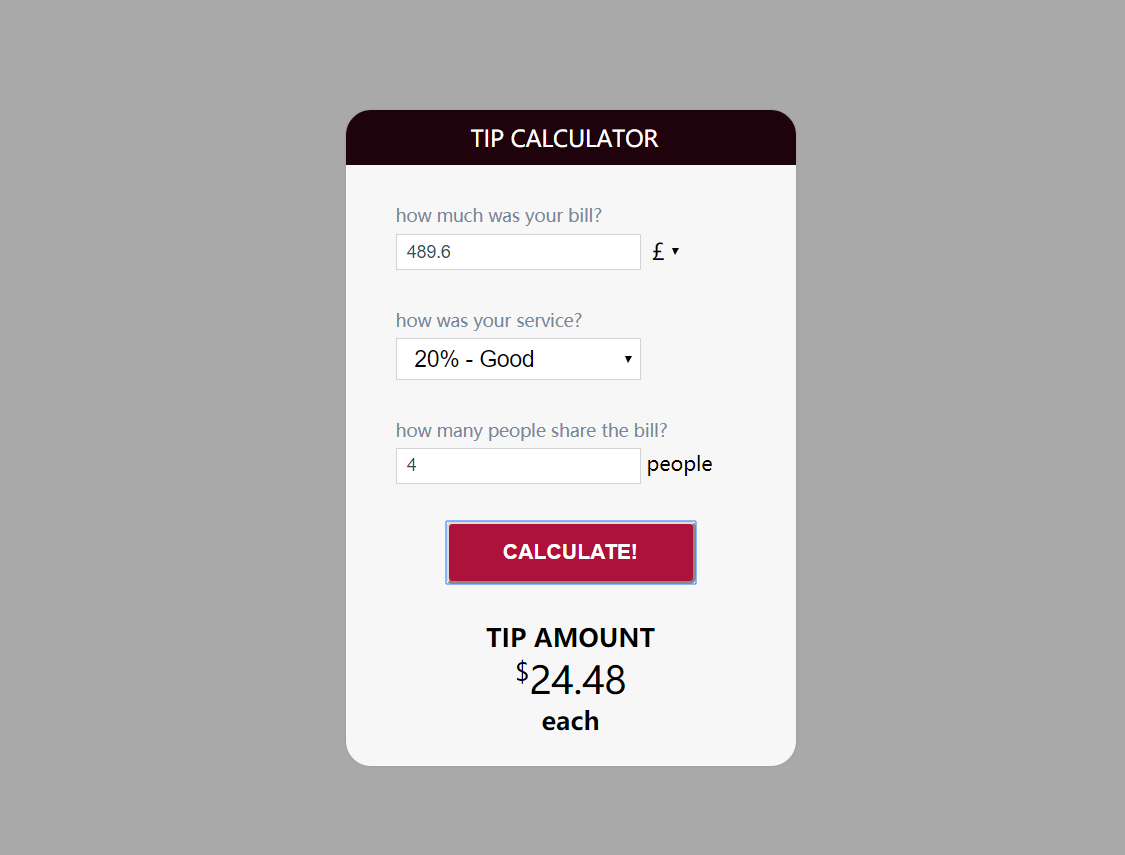 TIP CALCULATOR
how much was your bill?
489.6 £ ▾
how was your service?
20% - Good ▾
how many people share the bill?
4 people
CALCULATE!
TIP AMOUNT
$24.48
each